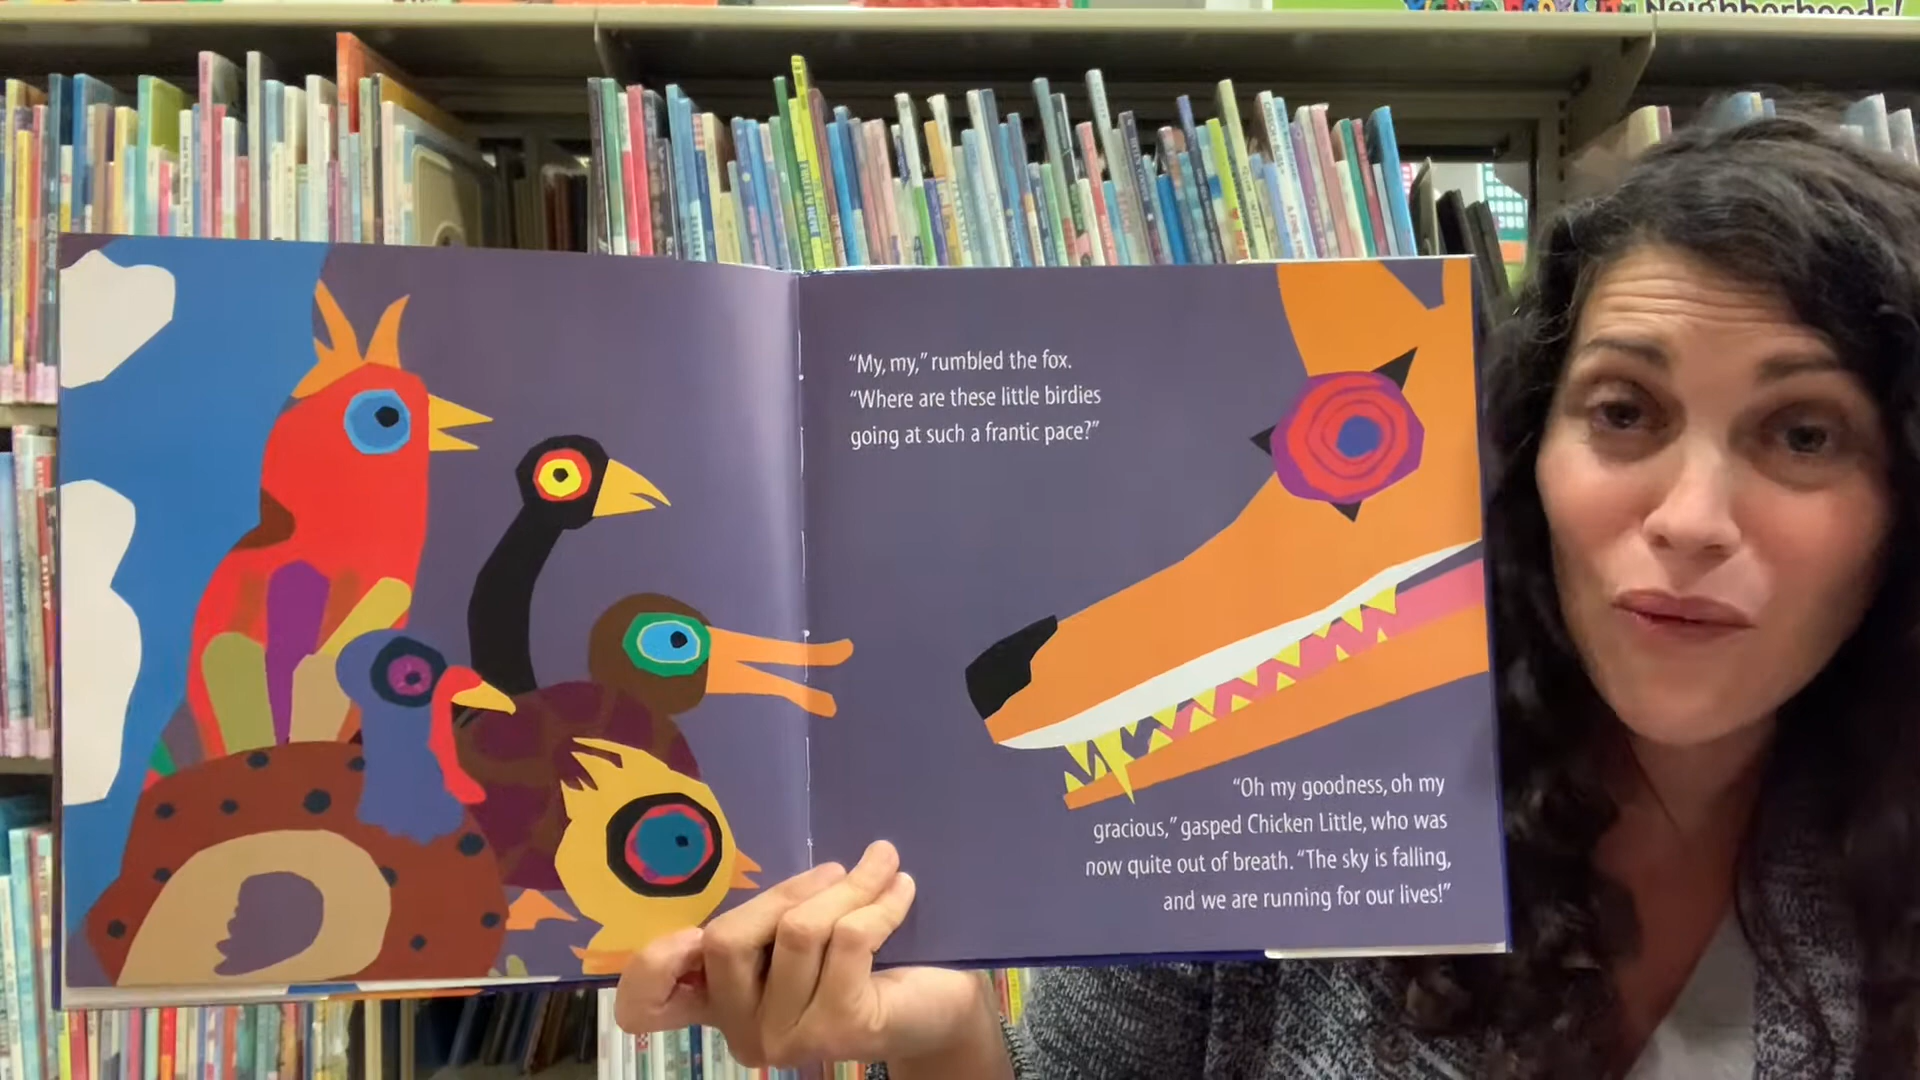 Neighborhoods!
“My, my,” rumbled the fox.
“Where are these little birdies
going at such a frantic pace?”
“Oh my goodness, oh my
gracious,” gasped Chicken Little, who was
now quite out of breath. “The sky is falling,
and we are running for our lives!”